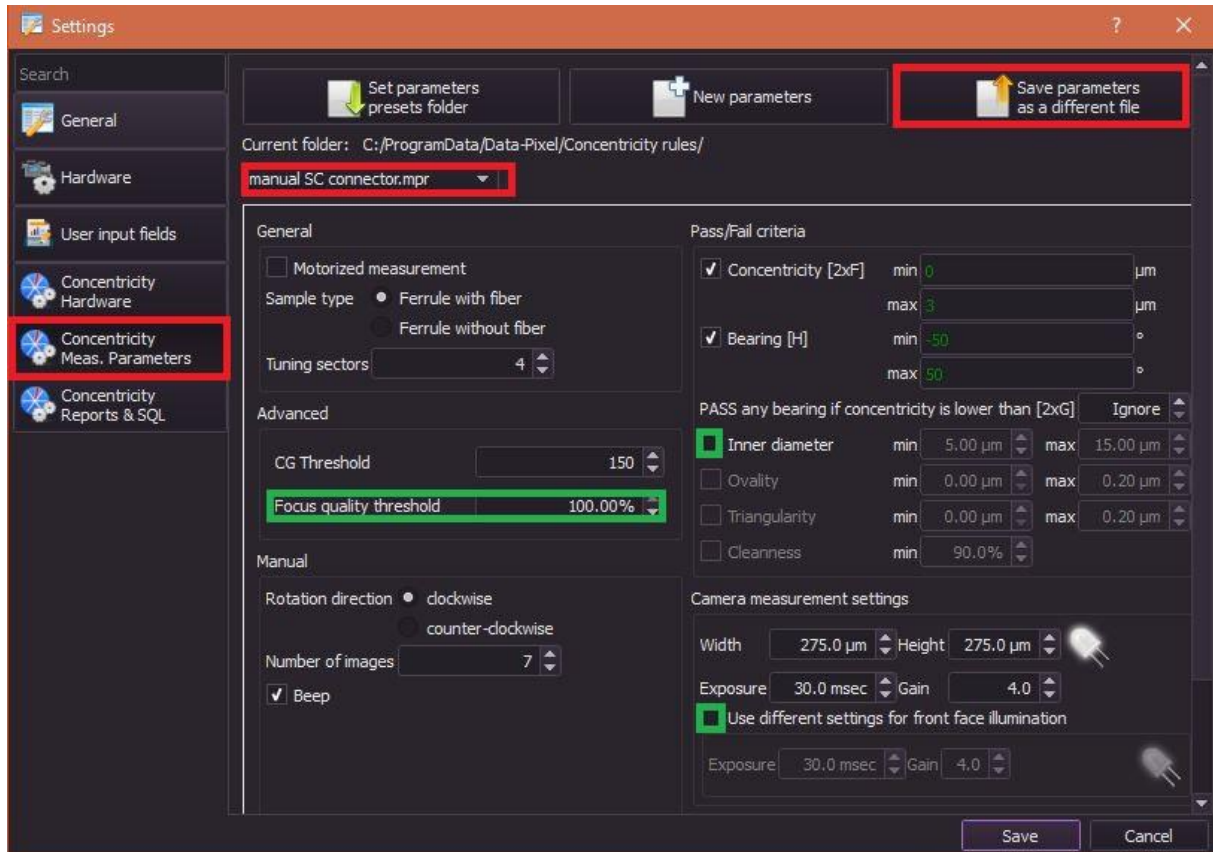 Settings
?
Search
General
Hardware
User input fields
Concentricity
Hardware
Concentricity
Meas. Parameters
Concentricity
Reports & SQL
Set parameters
presets folder
New parameters
Save parameters
as a different file
Current folder: C:/ProgramData/Data-Pixel/Concentricity rules/
manual SC connector.mpr
General
Motorized measurement
Sample type Ferrule with fiber
Ferrule without fiber
Tuning sectors 4
Advanced
CG Threshold 150
Focus quality threshold 100.00%
Manual
Rotation direction clockwise
counter-clockwise
Number of images 7
Beep
Pass/Fail criteria
Concentricity [2xF] min 0 µm
max 3 µm
Bearing [H] min -50 °
max 50 °
PASS any bearing if concentricity is lower than [2xG] Ignore
Inner diameter min 5.00 µm max 15.00 µm
Ovality min 0.00 µm max 0.20 µm
Triangularity min 0.00 µm max 0.20 µm
Cleanness min 90.0%
Camera measurement settings
Width 275.0 µm Height 275.0 µm
Exposure 30.0 msec Gain 4.0
Use different settings for front face illumination
Exposure 30.0 msec Gain 4.0
Save Cancel